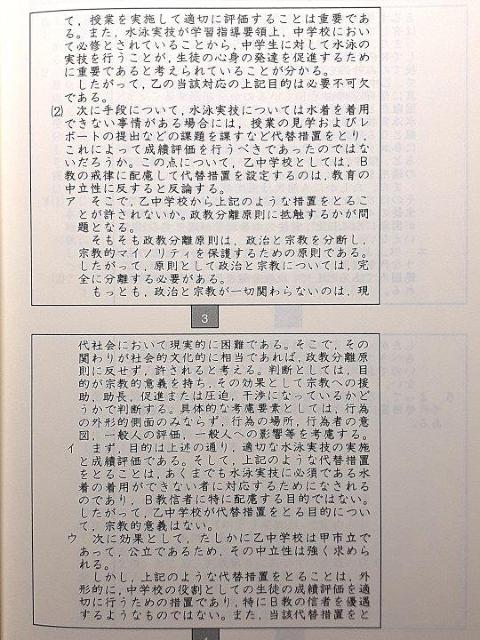 て，授業を実施して適切に評価することは重要であ
る。また，水泳実技が学習指導要領上，中学校におい
て必修とされていることから，中学生に対して水泳の
実技を行うことが，生徒の心身の発達を促進するため
に重要であると考えられていることが分かる。
したがって，乙の当該対応の上記目的は必要不可欠
である。
(2) 次に手段について，水泳実技については水着を着用
できない事情がある場合には，授業の見学およびレ
ポートの提出などの課題を課すなど代替措置をとり，
これによって成績評価を行うべきであったのではな
いだろうか。この点について，乙中学校としては，B
教の戒律に配慮して代替措置を設定するのは，教育の
中立性に反すると反論する。
ア そこで，乙中学校から上記のような措置をとるこ
とが許されないか。政教分離原則に抵触するかが問
題となる。
そもそも政教分離原則は，政治と宗教を分断し，
宗教的マイノリティを保護するための原則である。
したがって，原則として政治と宗教については，完
全に分離する必要がある。
もっとも，政治と宗教が一切関わらないのは，現
3
代社会において現実的に困難である。そこで，その
関わりが社会的文化的に相当であれば，政教分離原
則に反せず，許されると考える。判断としては，目
的が宗教的意義を持ち，その効果として宗教への援
助，助長，促進または圧迫，干渉になっているかど
うかで判断する。具体的な考慮要素としては，行為
の外形的側面のみならず，行為の場所，行為者の意
図，一般人の評価，一般人への影響等を考慮する。
イ まず，目的は上述の通り，適切な水泳実技の実施
と成績評価である。そして，上記のような代替措置
をとることは，あくまでも水泳実技に必須である水
着の着用ができない者に対応するためになされる
のであり，B教信者に特に配慮する目的ではない。
したがって，乙中学校が代替措置をとる目的につい
て，宗教的意義はない。
ウ 次に効果として，たしかに乙中学校は甲市立で
あって，公立であるため，その中立性は強く求めら
れる。
しかし，上記のような代替措置をとることは，外
形的に，中学校の役割としての生徒の成績評価を適
切に行うための措置であり，特にB教の信者を優遇
するようなものではない。また，当該代替措置をと